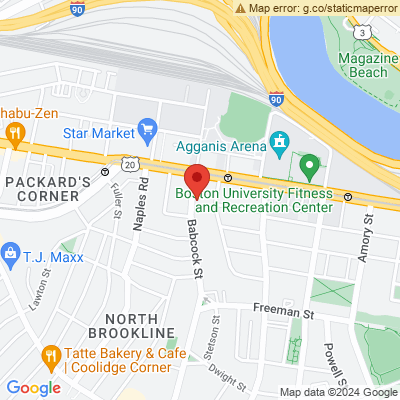 Map error: g.co/staticmaperror
90
3
Magazine
Beach
habu-Zen
90
Star Market
20
Agganis Arena
PACKARD'S
CORNER
Fuller St
Naples Rd
Boston University Fitness
and Recreation Center
Babcock St
Amory St
T.J. Maxx
Lawton St
NORTH
BROOKLINE
Freeman St
Stetson St
Tatte Bakery & Cafe
| Coolidge Corner
Powell S
Dwight St
Google
Map data ©2024 Google